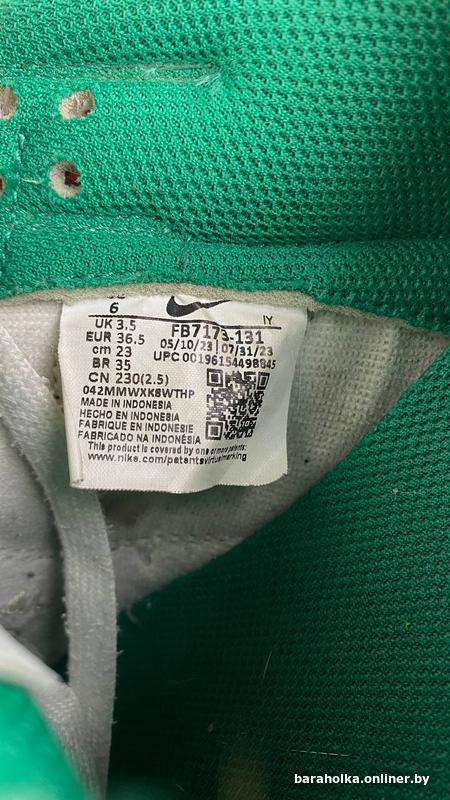 6
IY
UK 3.5
FB7173-131
EUR 36.5
05/10/23 | 07/31/23
cm 23
UPC 00196154498845
BR 35
CN 230(2.5)
042MMWXK8WTHP
MADE IN INDONESIA
HECHO EN INDONESIA
FABRIQUE EN INDONESIE
FABRICADO NA INDONÉSIA
This product is covered by one or more patents:
www.nike.com/patentsvirtualmarking
baraholka.onliner.by